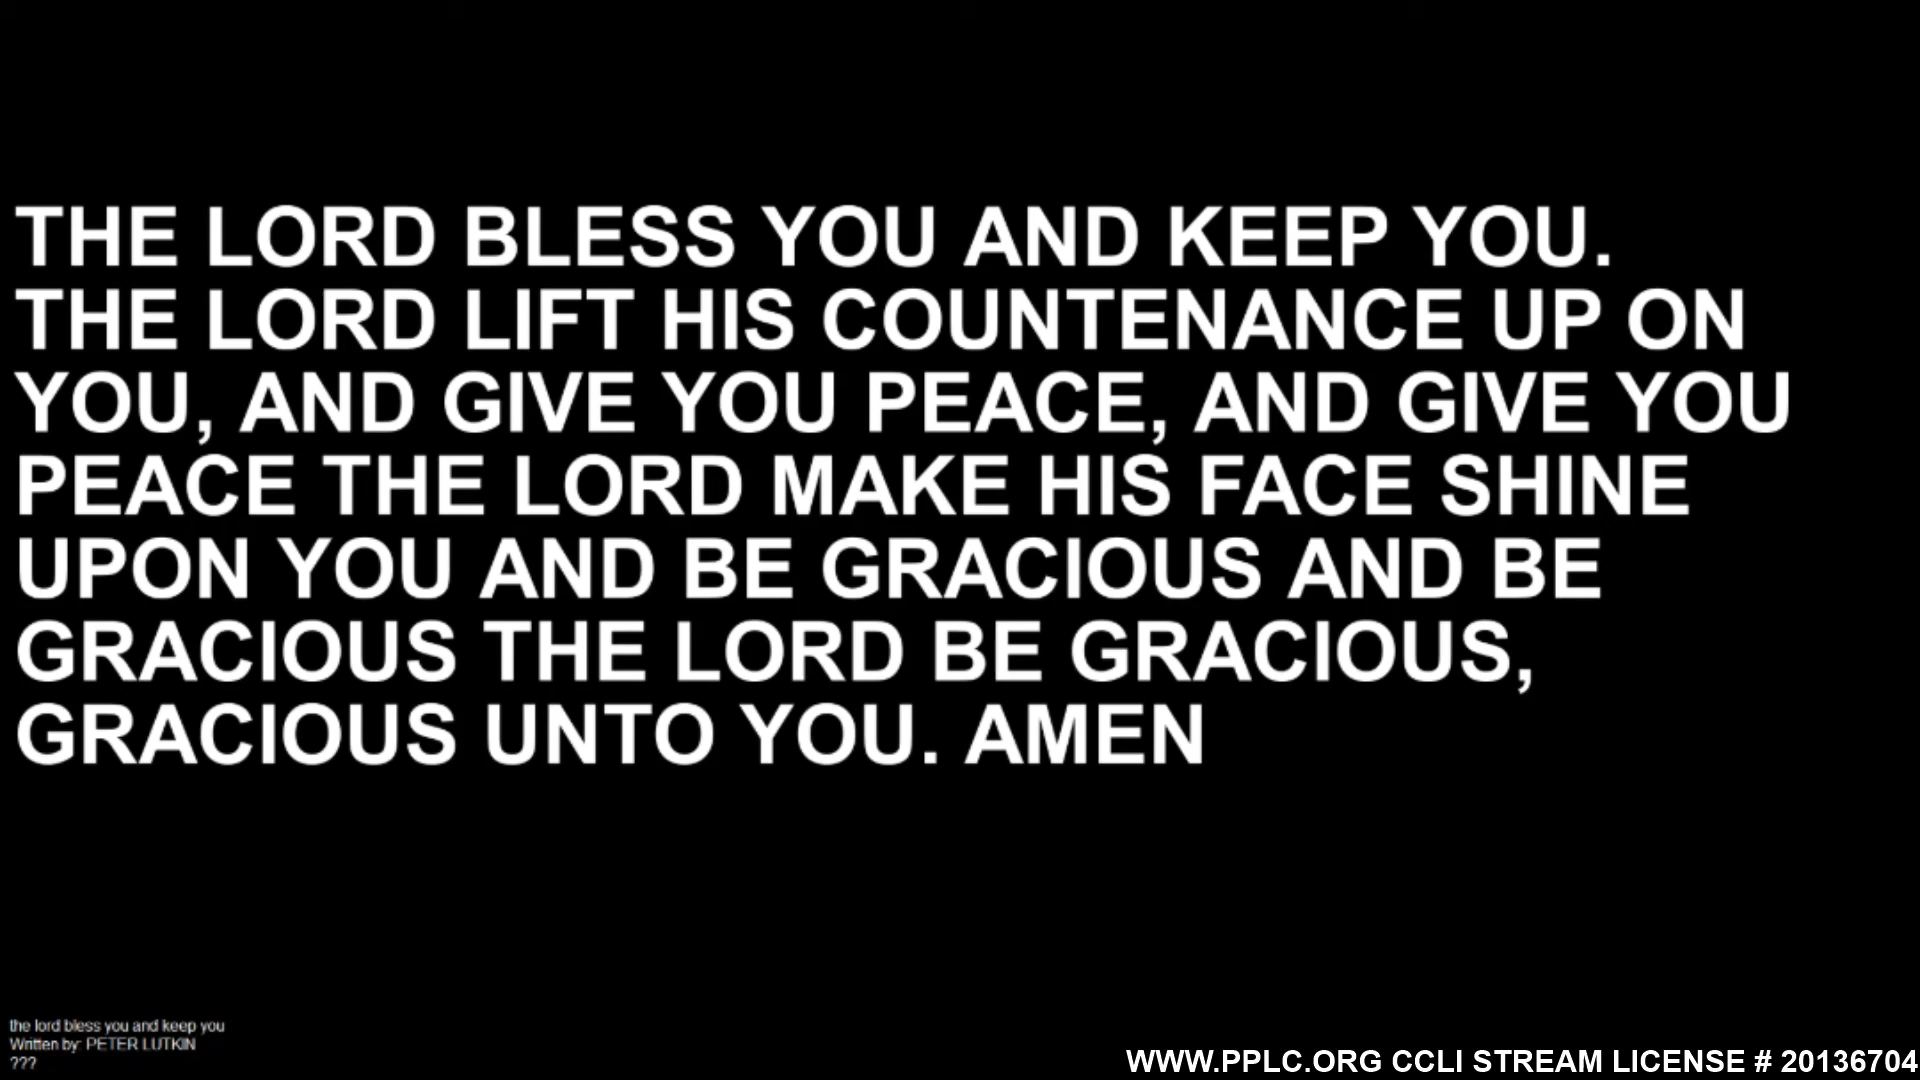 THE LORD BLESS YOU AND KEEP YOU.
THE LORD LIFT HIS COUNTENANCE UP ON
YOU, AND GIVE YOU PEACE, AND GIVE YOU
PEACE THE LORD MAKE HIS FACE SHINE
UPON YOU AND BE GRACIOUS AND BE
GRACIOUS THE LORD BE GRACIOUS,
GRACIOUS UNTO YOU. AMEN
the lord bless you and keep you
Written by: PETER LUTKIN
???
WWW.PPLC.ORG CCLI STREAM LICENSE # 20136704